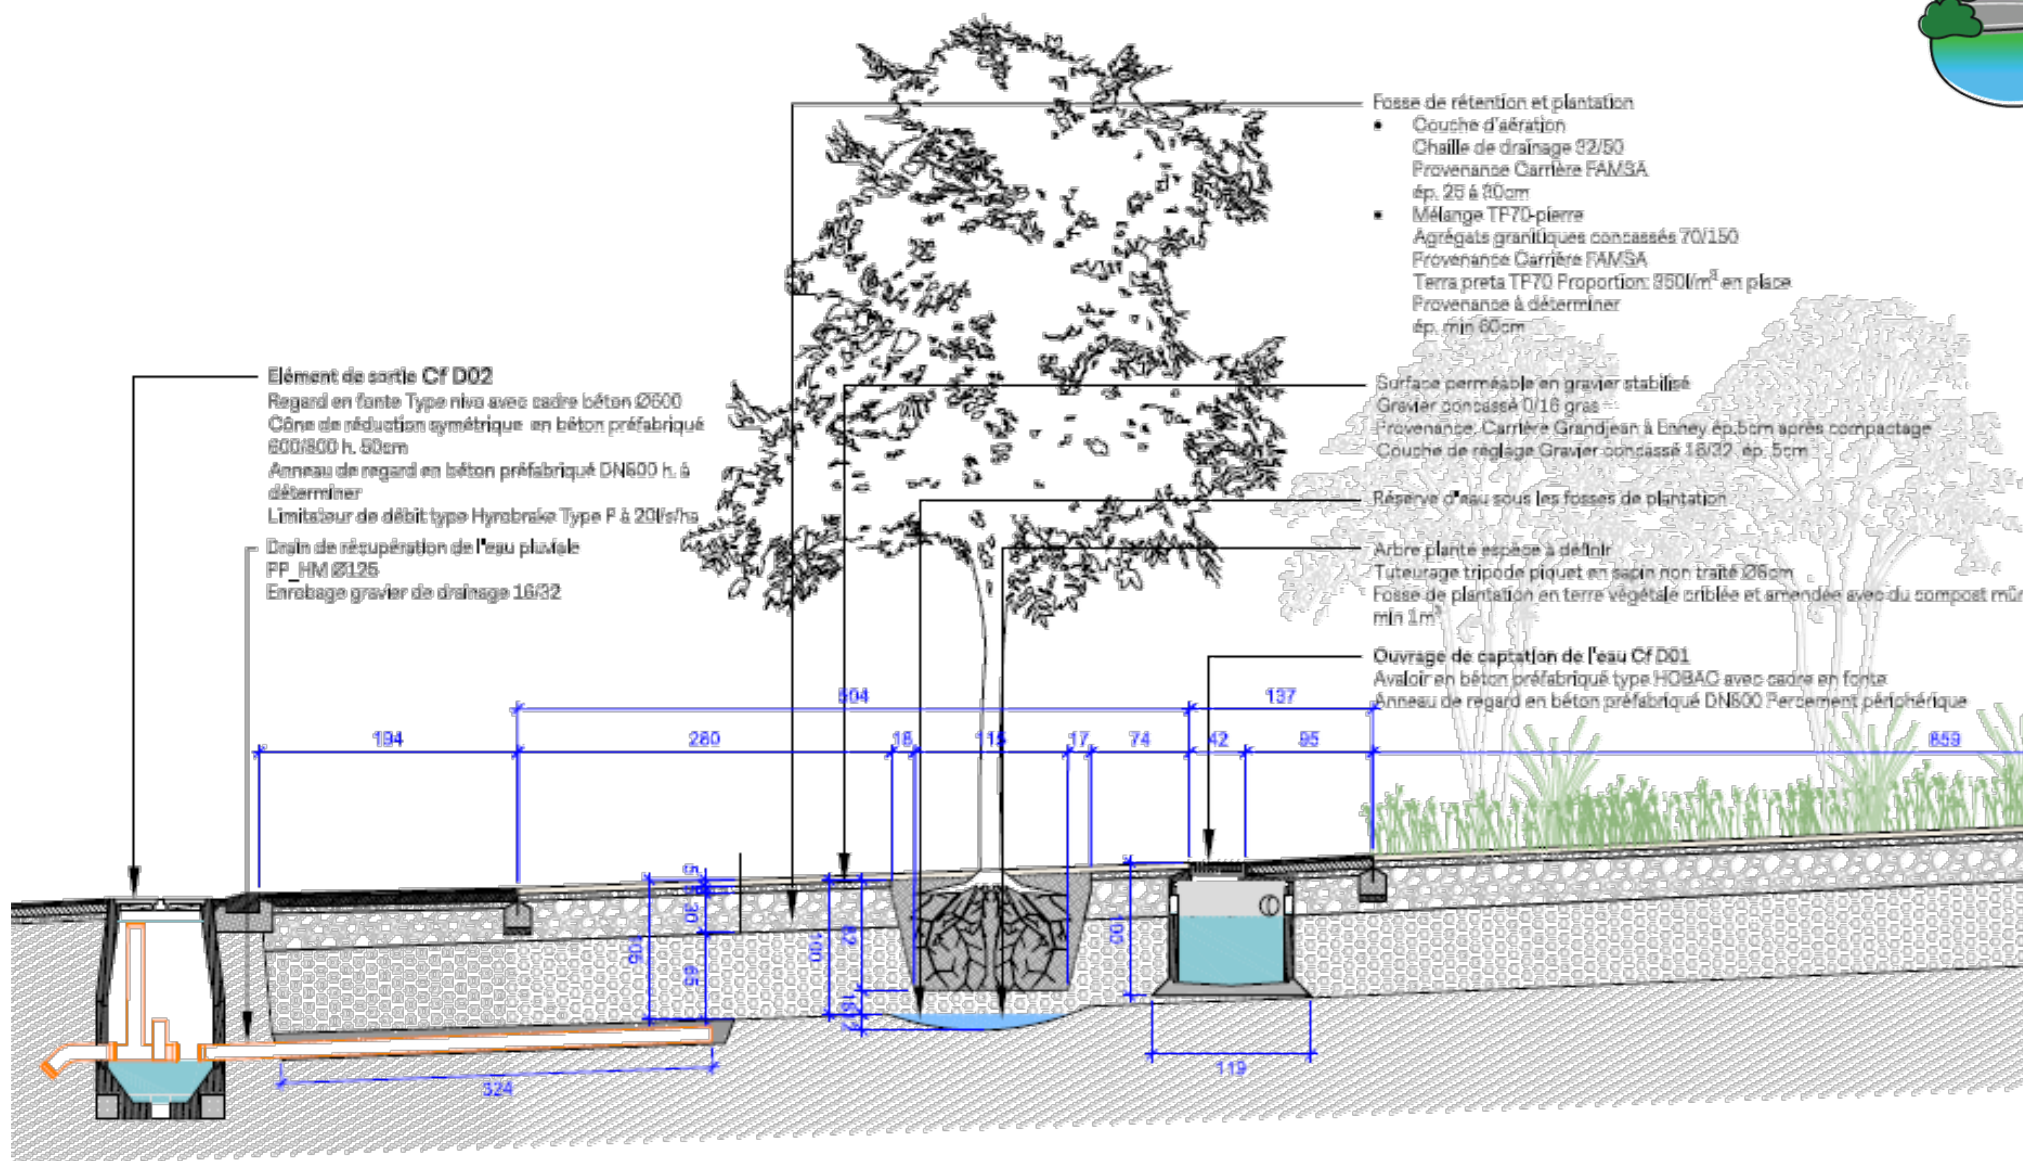 Fosse de rétention et plantation
• Couche d'aération
Chaille de drainage 32/50
Provenance Carrière FAMSA
ép. 25 à 30cm
• Mélange TP70-pierre
Agrégats granitiques concassés 70/150
Provenance Carrière FAMSA
Terra preta TP70 Proportion: 350l/m³ en place
Provenance à déterminer
ép. min 60cm
Elément de sortie Cf D02
Regard en fonte Type nivo avec cadre béton Ø600
Cône de réduction symétrique en béton préfabriqué
600/800 h. 50cm
Anneau de regard en béton préfabriqué DN800 h. à
déterminer
Limitateur de débit type Hyrobrake Type F à 20l/s/ha
Drain de récupération de l'eau pluviale
PP_HM Ø125
Enrobage gravier de drainage 16/32
Surface perméable en gravier stabilisé
Gravier concassé 0/16 gras
Provenance: Carrière Grandjean à Enney ép.5cm après compactage
Couche de réglage Gravier concassé 16/32, ép. 5cm
Réserve d'eau sous les fosses de plantation
Arbre planté espèce à définir
Tuteurage tripode piquet en sapin non traité Ø8cm
Fosse de plantation en terre végétale criblée et amendée avec du compost mûr
min 1m³
Ouvrage de captation de l'eau Cf D01
Avaloir en béton préfabriqué type HOBAC avec cadre en fonte
Anneau de regard en béton préfabriqué DN800 Percement périphérique
504 137
194 280 18 115 17 74 42 95 859
5
30
65
105
100
82
18
100
324
119